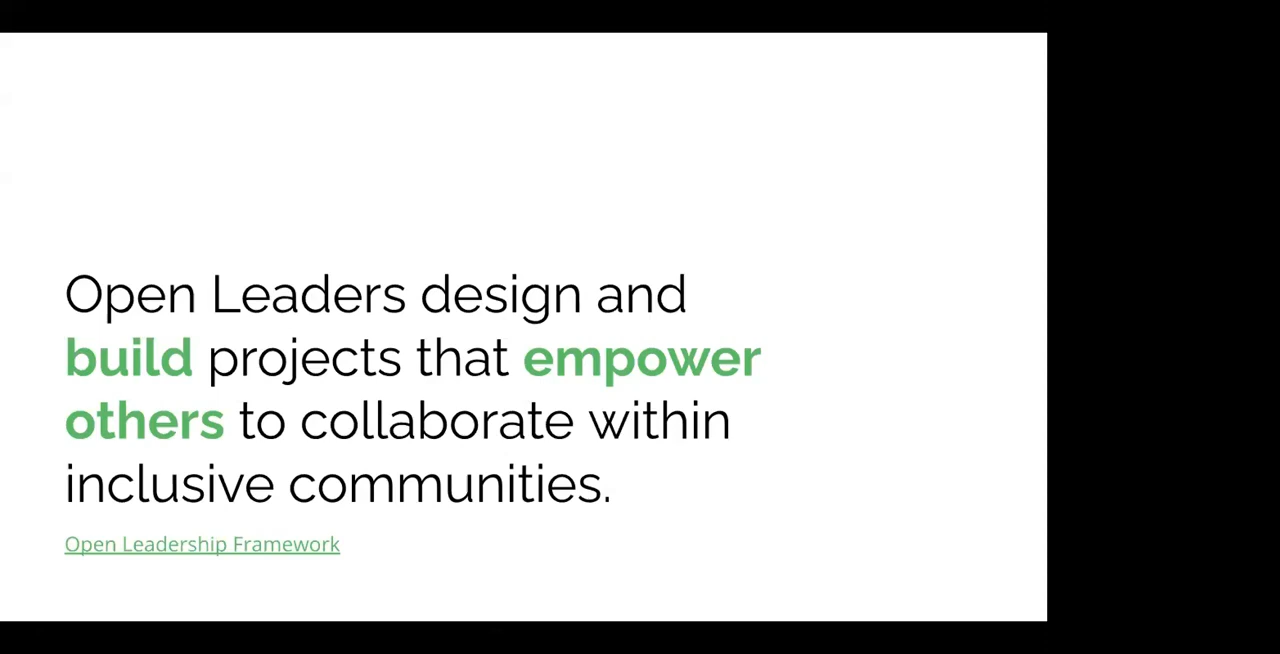 Open Leaders design and
build projects that empower
others to collaborate within
inclusive communities.
Open Leadership Framework